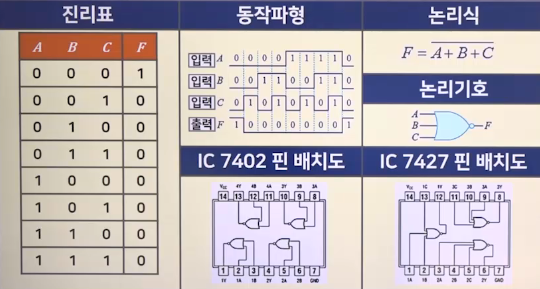 진리표
A B C F
0 0 0 1
0 0 1 0
0 1 0 0
0 1 1 0
1 0 0 0
1 0 1 0
1 1 0 0
1 1 1 0
동작파형
입력 A 0 0 0 0 1 1 1 1 0
입력 B 0 0 1 1 0 0 1 1 0
입력 C 0 1 0 1 0 1 0 1 0
출력 F 1 0 0 0 0 0 0 0 1
논리식
F = \overline{A+B+C}
논리기호
A
B
C
F
IC 7402 핀 배치도
Vcc 4Y 4B 4A 3B 3A
14 13 12 11 10 9 8
1 2 3 4 5 6 7
1Y 1A 1B 2Y 2A 2B GND
IC 7427 핀 배치도
Vcc 1C 1Y 3C 3B 3A 3Y
14 13 12 11 10 9 8
1 2 3 4 5 6 7
1A 1B 2A 2B 2C 2Y GND